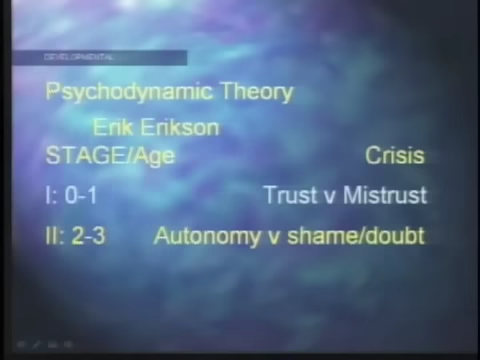 DEVELOPMENTAL
Psychodynamic Theory
Erik Erikson
STAGE/Age Crisis
I: 0-1 Trust v Mistrust
II: 2-3 Autonomy v shame/doubt